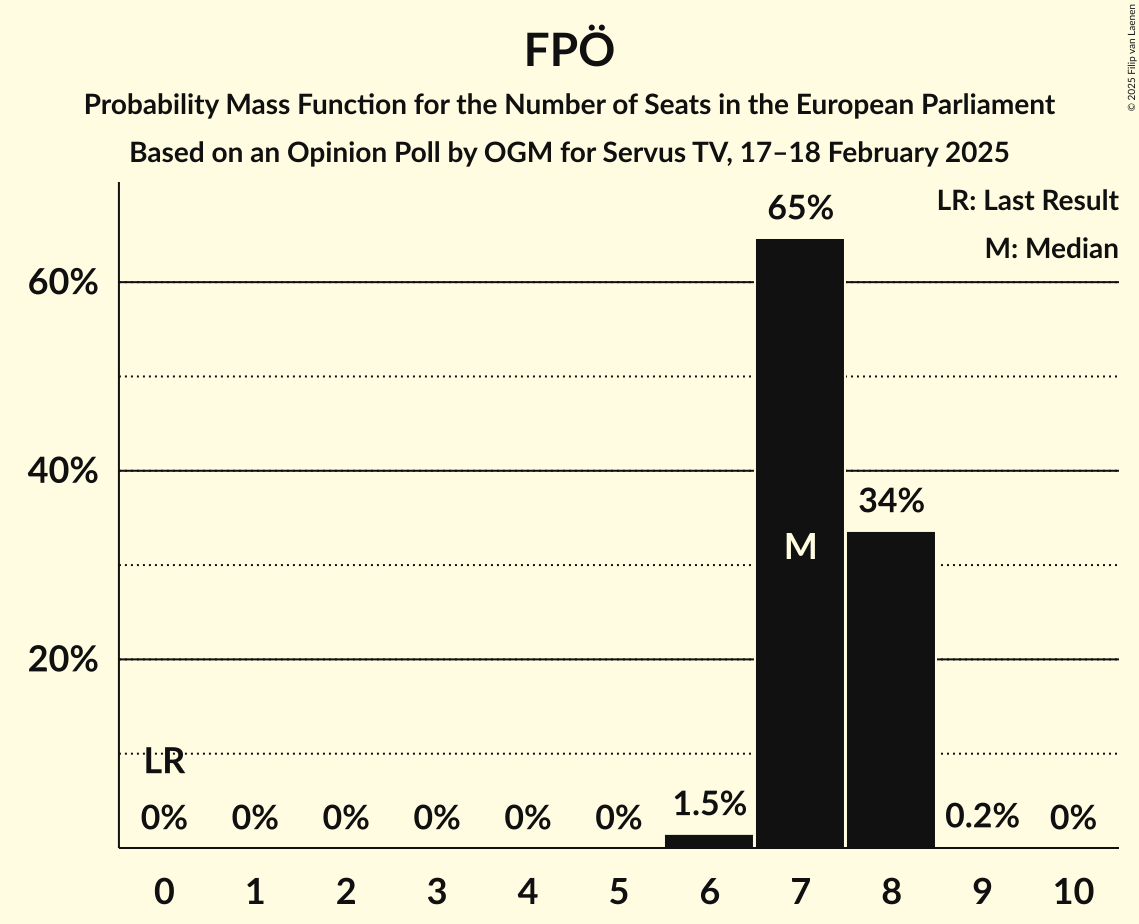 FPÖ
Probability Mass Function for the Number of Seats in the European Parliament
Based on an Opinion Poll by OGM for Servus TV, 17–18 February 2025
© 2025 Filip van Laenen
LR: Last Result
M: Median
65%
60%
40%
34%
M
20%
LR
0% 0% 0% 0% 0% 0% 1.5% 0.2% 0%
0 1 2 3 4 5 6 7 8 9 10